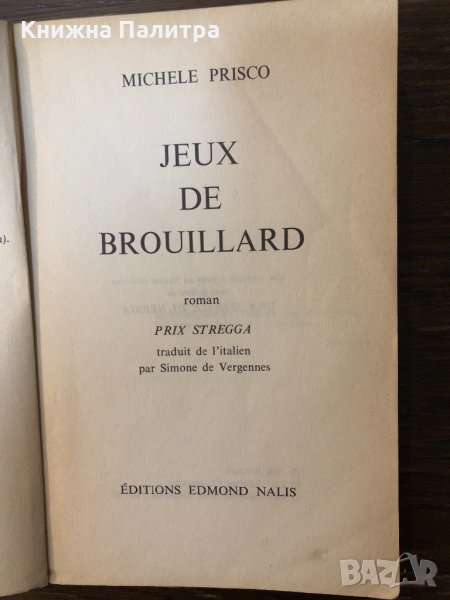 Книжна Палитра
MICHELE PRISCO
JEUX
DE
BROUILLARD
roman
PRIX STREGGA
traduit de l'italien
par Simone de Vergennes
ÉDITIONS EDMOND NALIS
).
BAZAR